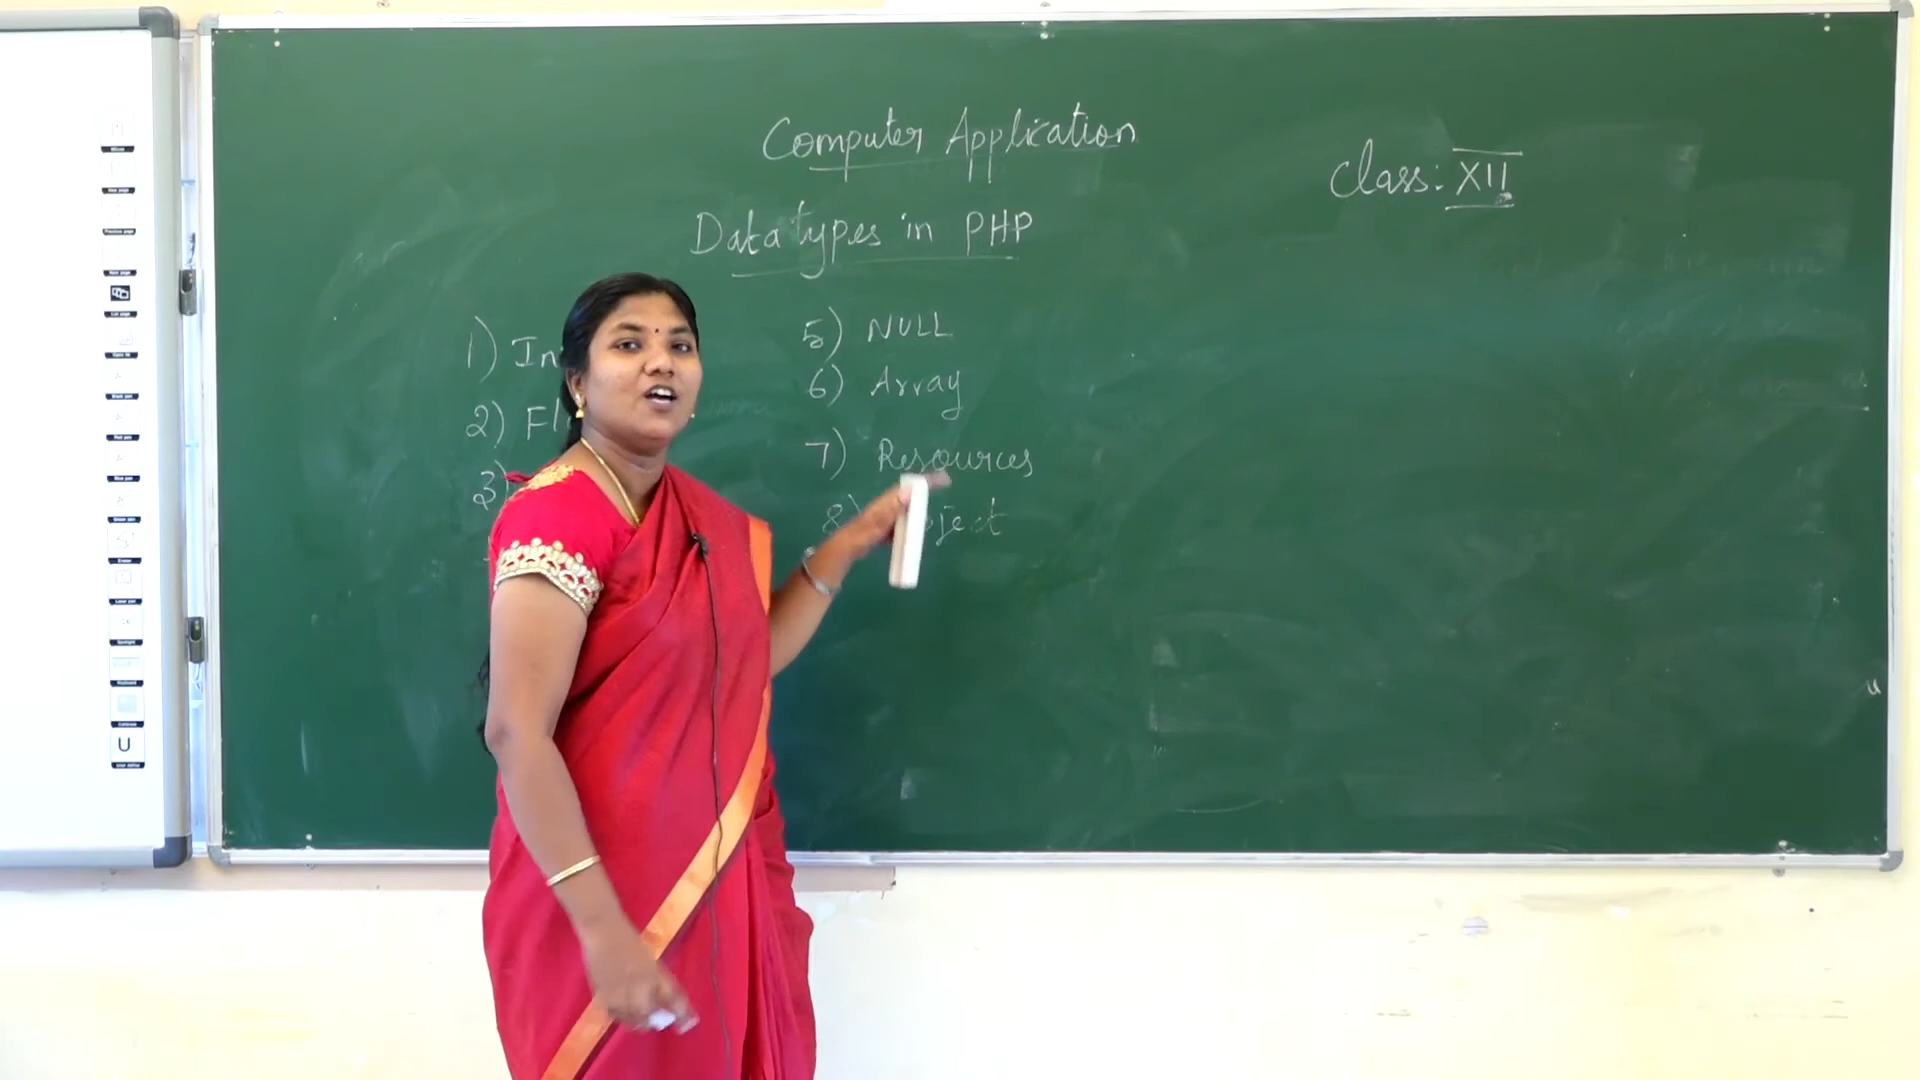 Computer Application
Class: XII
Data types in PHP
1) In
2) Fl
3)
5) NULL
6) Array
7) Resources
8) ject
U